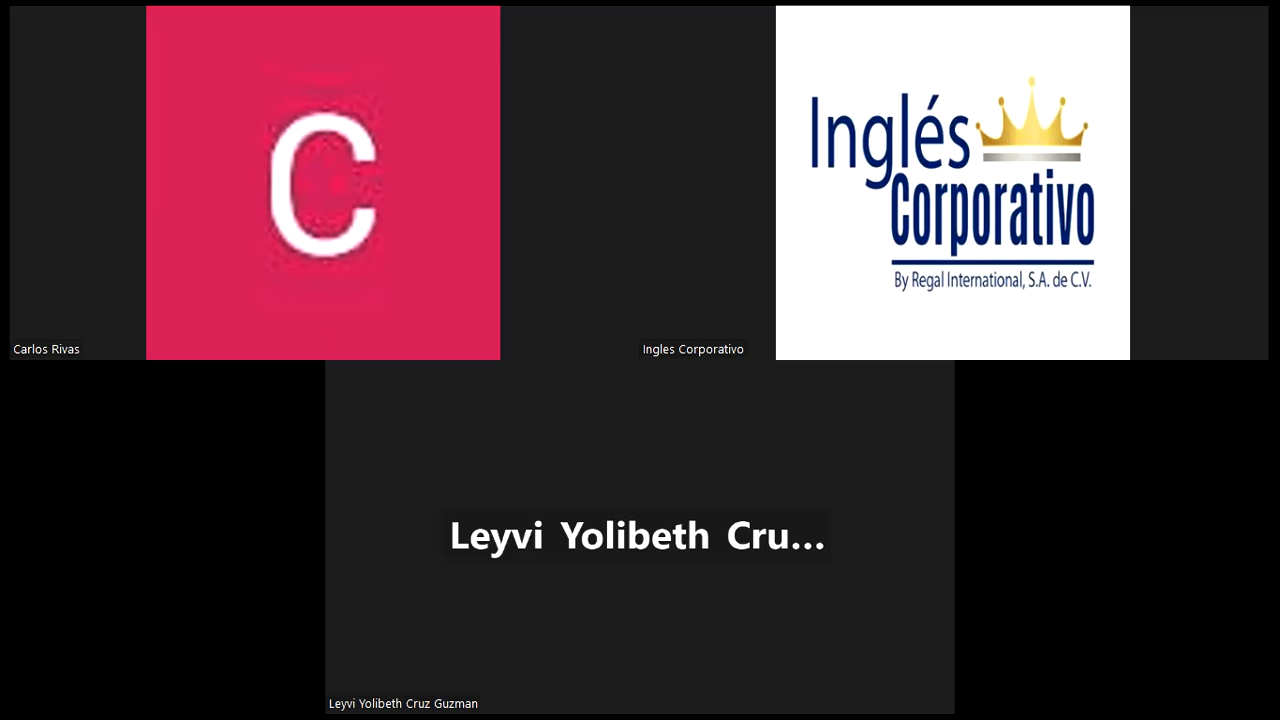 C
Inglés
Corporativo
By Regal International, S.A. de C.V.
Carlos Rivas
Ingles Corporativo
Leyvi Yolibeth Cru...
Leyvi Yolibeth Cruz Guzman